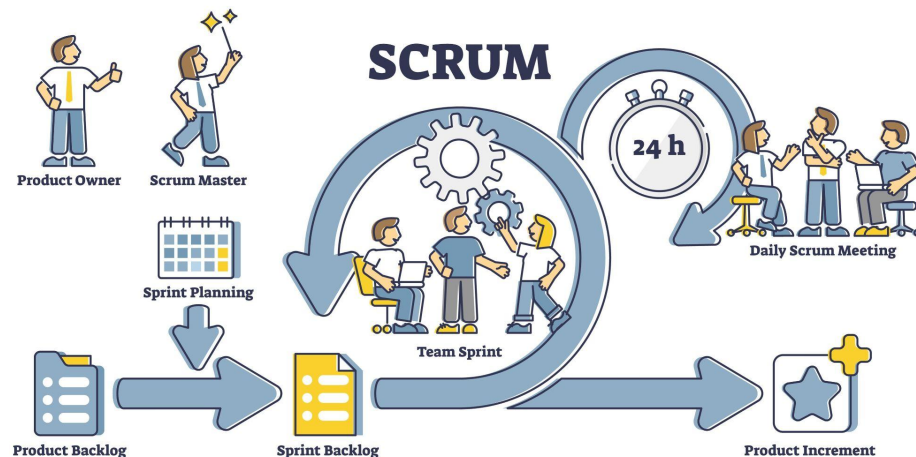 SCRUM
24 h
Product Owner
Scrum Master
Daily Scrum Meeting
Sprint Planning
Team Sprint
Product Backlog
Sprint Backlog
Product Increment